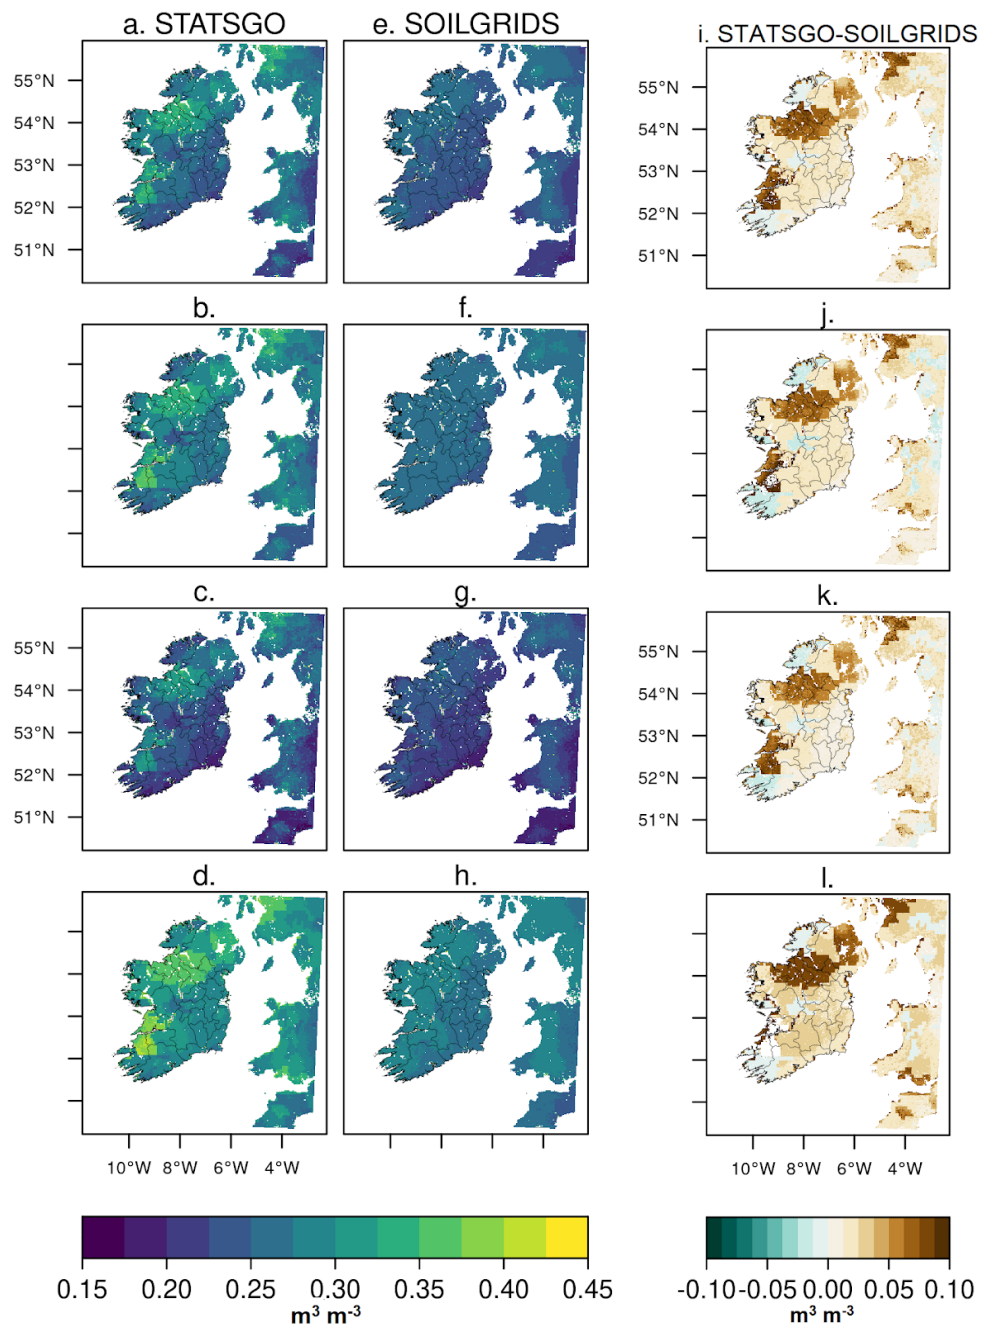 a. STATSGO
e. SOILGRIDS
i. STATSGO-SOILGRIDS
55°N
54°N
53°N
52°N
51°N
55°N
54°N
53°N
52°N
51°N
b.
f.
j.
c.
g.
k.
55°N
54°N
53°N
52°N
51°N
55°N
54°N
53°N
52°N
51°N
d.
h.
l.
10°W 8°W 6°W 4°W
10°W 8°W 6°W 4°W
0.15 0.20 0.25 0.30 0.35 0.40 0.45
m³ m⁻³
-0.10 -0.05 0.00 0.05 0.10
m³ m⁻³